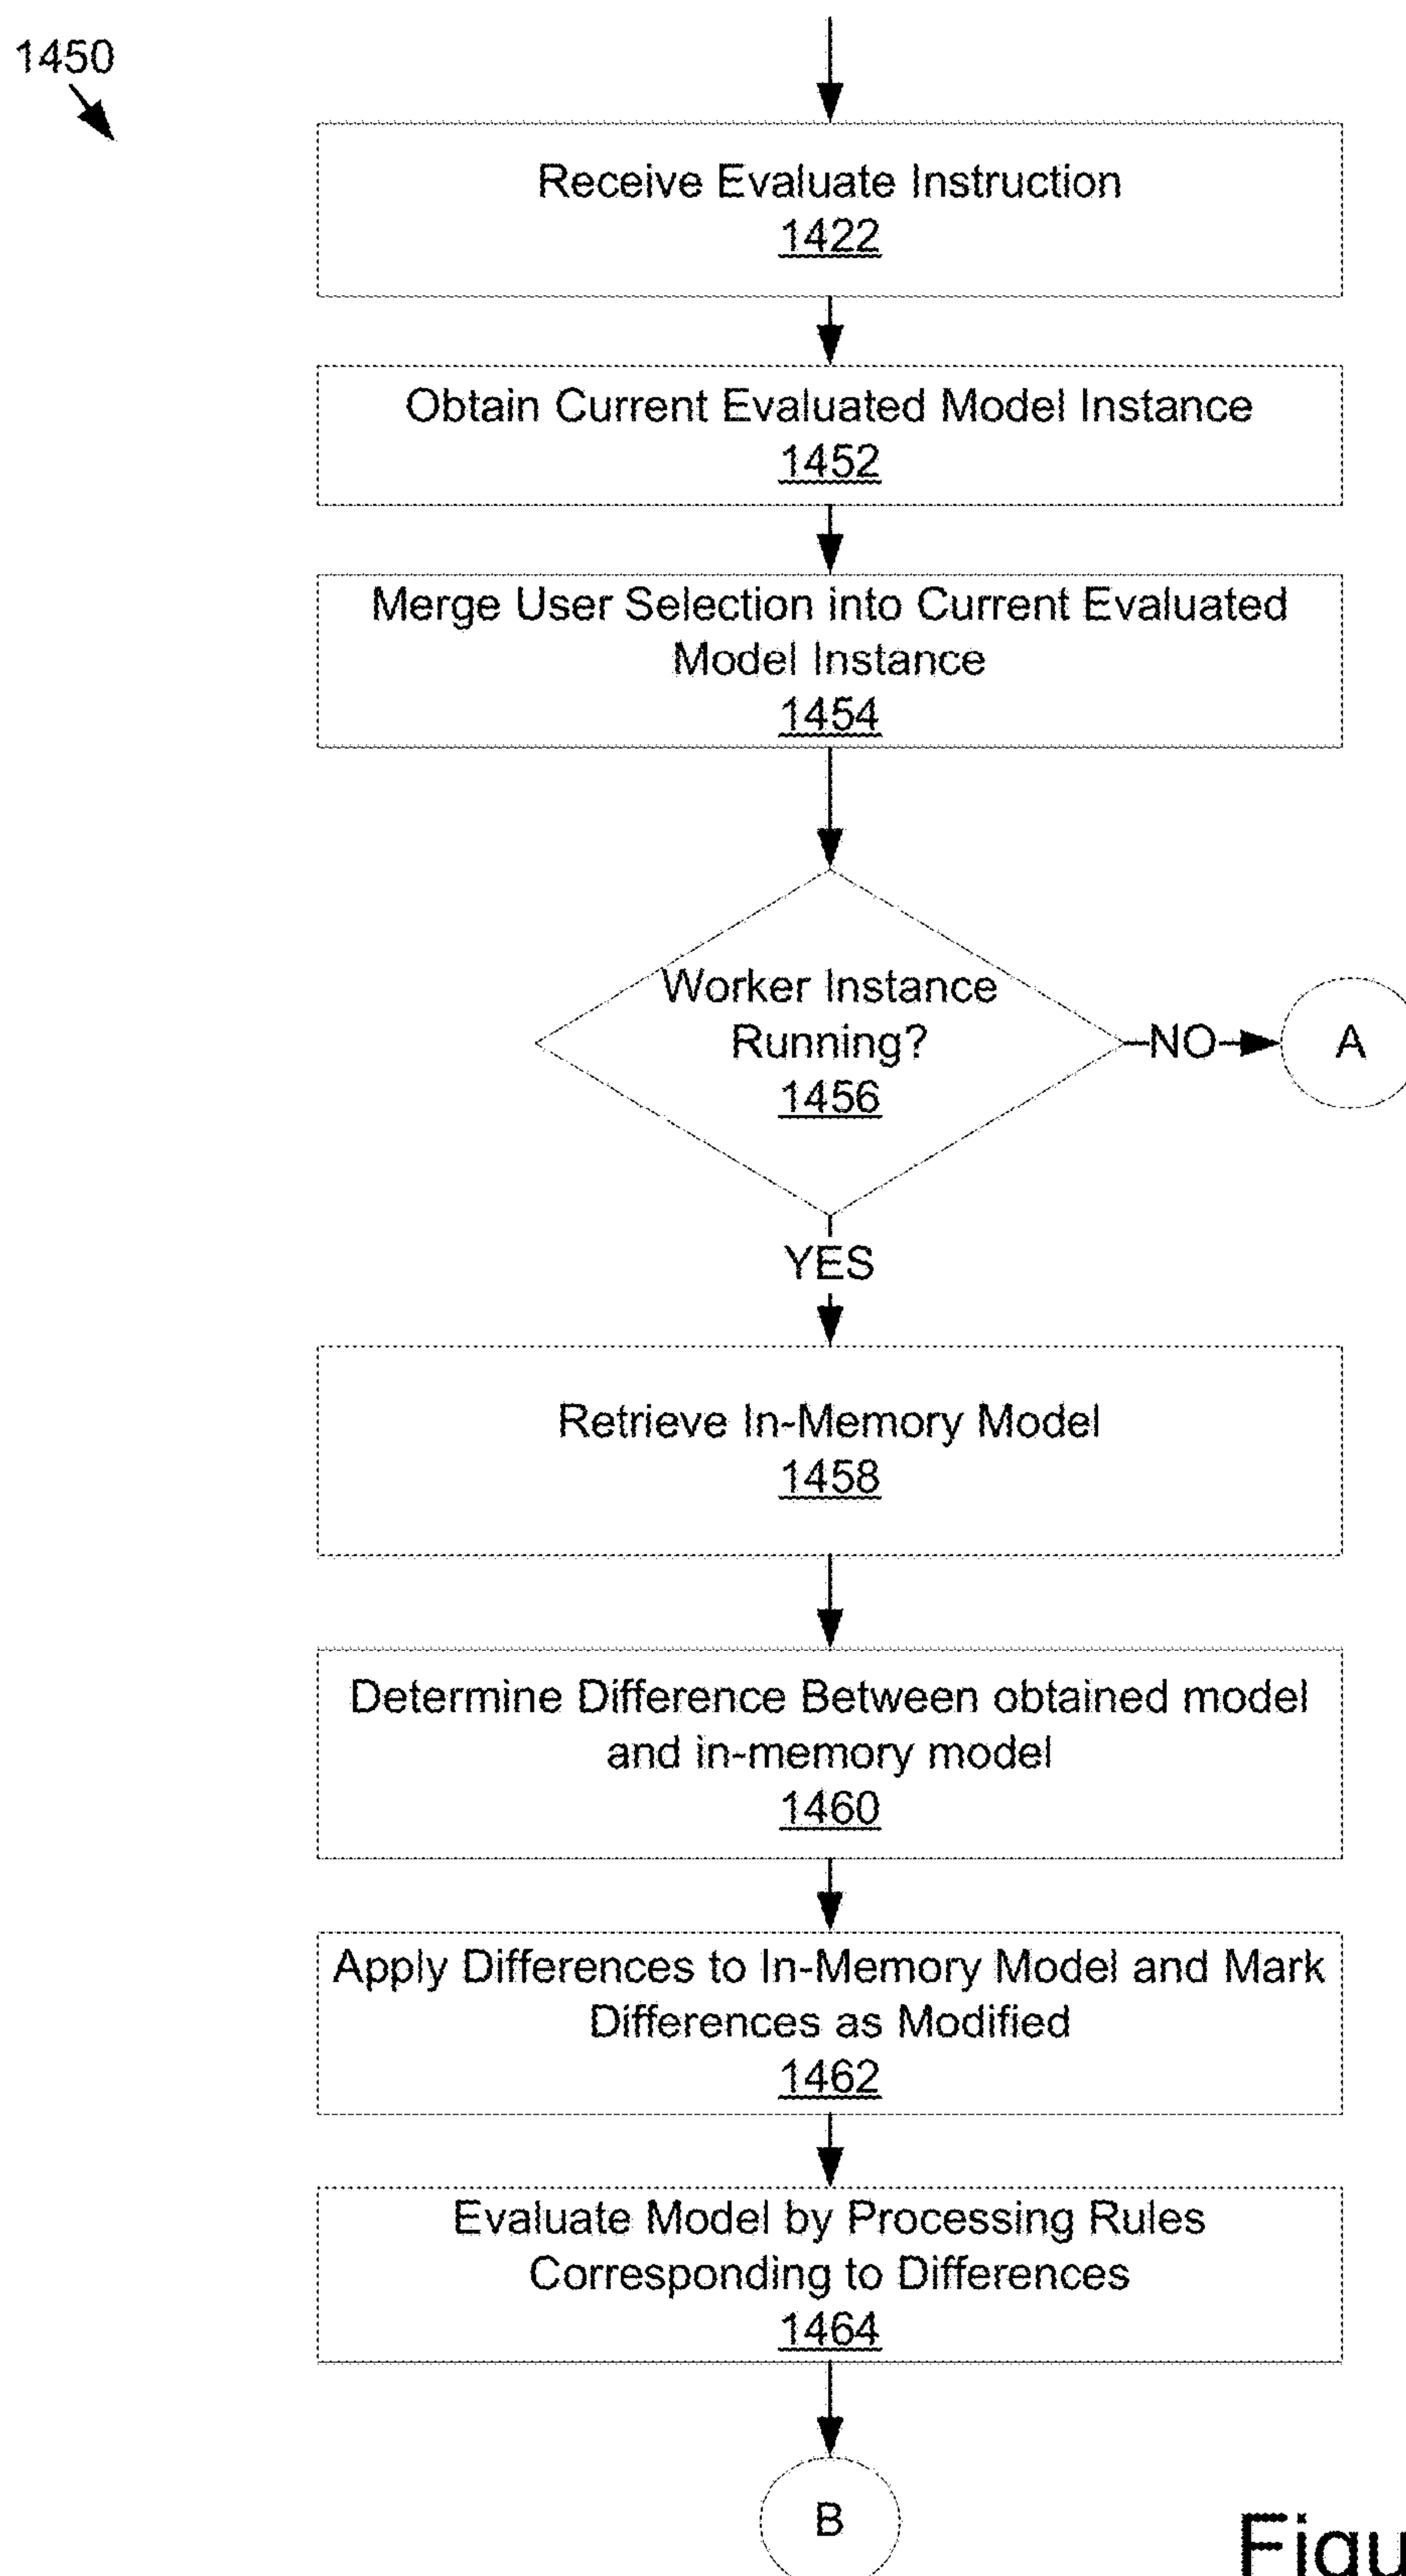 1450
Receive Evaluate Instruction
1422
Obtain Current Evaluated Model Instance
1452
Merge User Selection into Current Evaluated
Model Instance
1454
Worker Instance
Running?
1456
NO
A
YES
Retrieve In-Memory Model
1458
Determine Difference Between obtained model
and in-memory model
1460
Apply Differences to In-Memory Model and Mark
Differences as Modified
1462
Evaluate Model by Processing Rules
Corresponding to Differences
1464
B